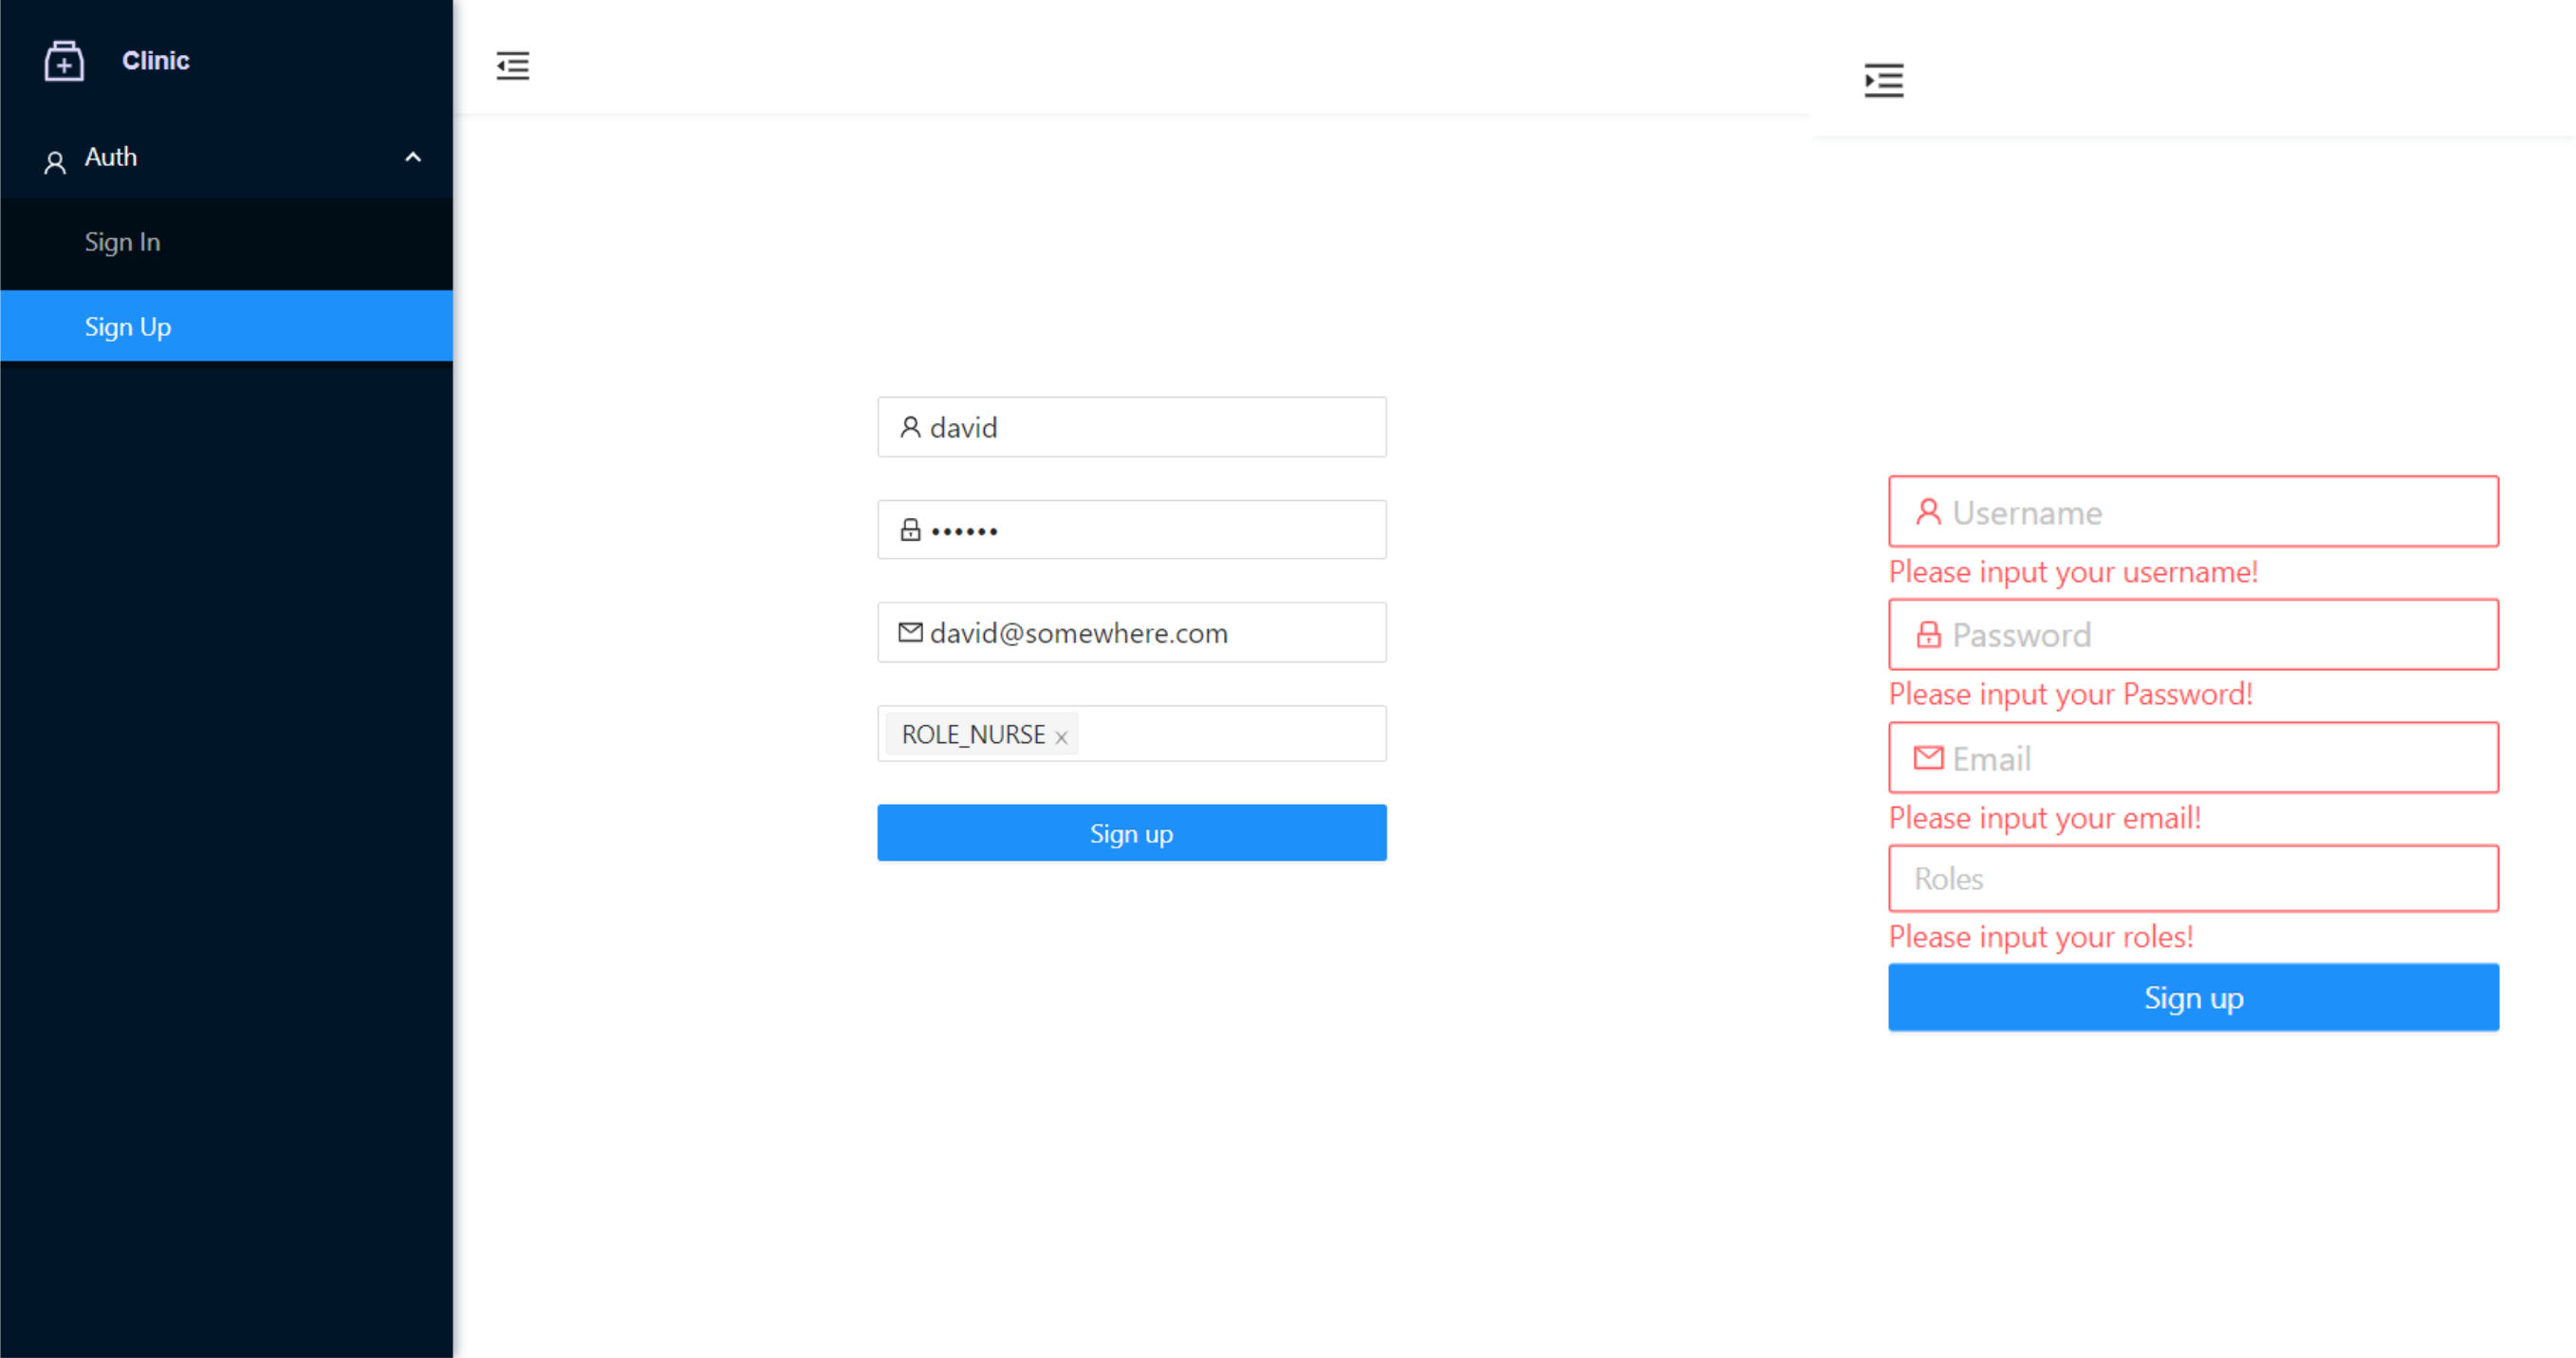 Clinic
Auth
Sign In
Sign Up
david
••••••
david@somewhere.com
ROLE_NURSE ×
Sign up
Username
Please input your username!
Password
Please input your Password!
Email
Please input your email!
Roles
Please input your roles!
Sign up